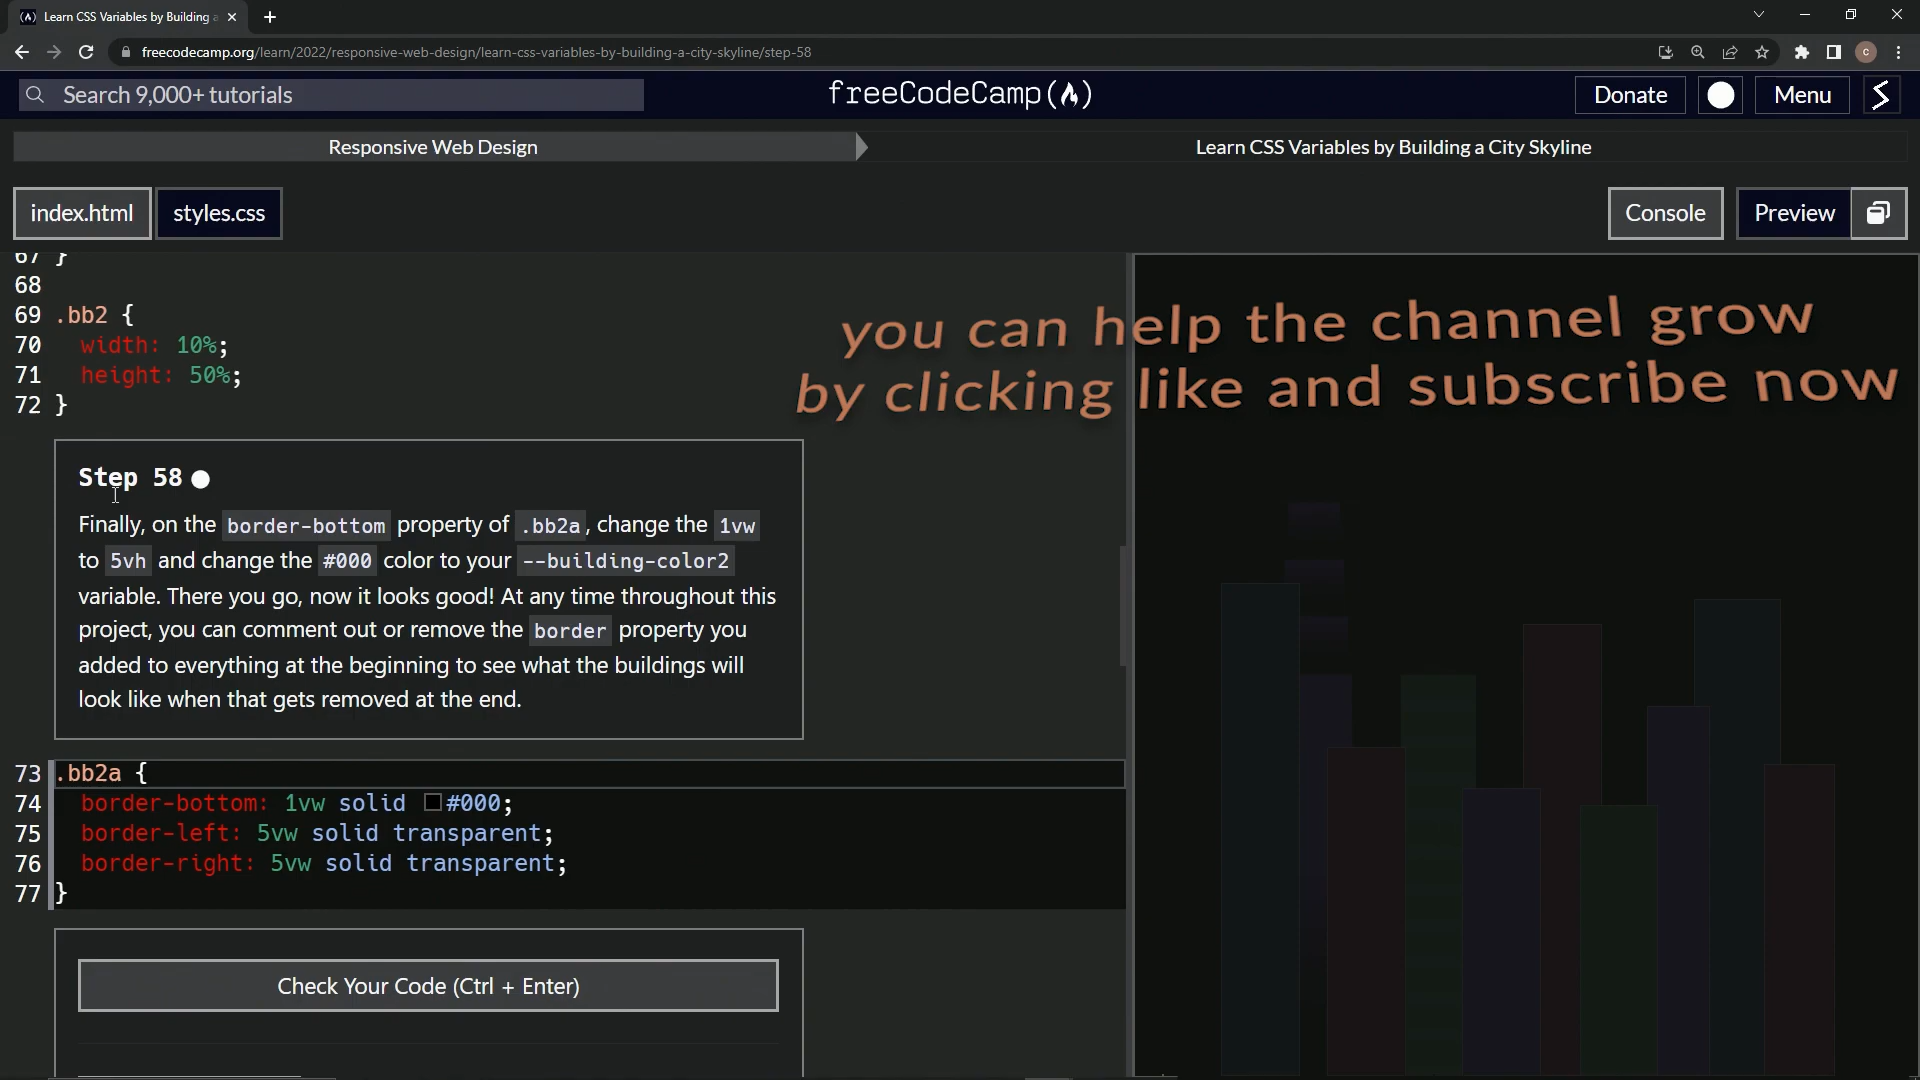 Learn CSS Variables by Building a
freecodecamp.org/learn/2022/responsive-web-design/learn-css-variables-by-building-a-city-skyline/step-58
C
Search 9,000+ tutorials
freeCodeCamp
Donate
Menu
Responsive Web Design
Learn CSS Variables by Building a City Skyline
index.html
styles.css
Console
Preview
67 }
68
69 .bb2 {
70 width: 10%;
71 height: 50%;
72 }
you can help the channel grow
by clicking like and subscribe now
Step 58
Finally, on the border-bottom property of .bb2a, change the 1vw
to 5vh and change the #000 color to your --building-color2
variable. There you go, now it looks good! At any time throughout this
project, you can comment out or remove the border property you
added to everything at the beginning to see what the buildings will
look like when that gets removed at the end.
73 .bb2a {
74 border-bottom: 1vw solid #000;
75 border-left: 5vw solid transparent;
76 border-right: 5vw solid transparent;
77 }
Check Your Code (Ctrl + Enter)